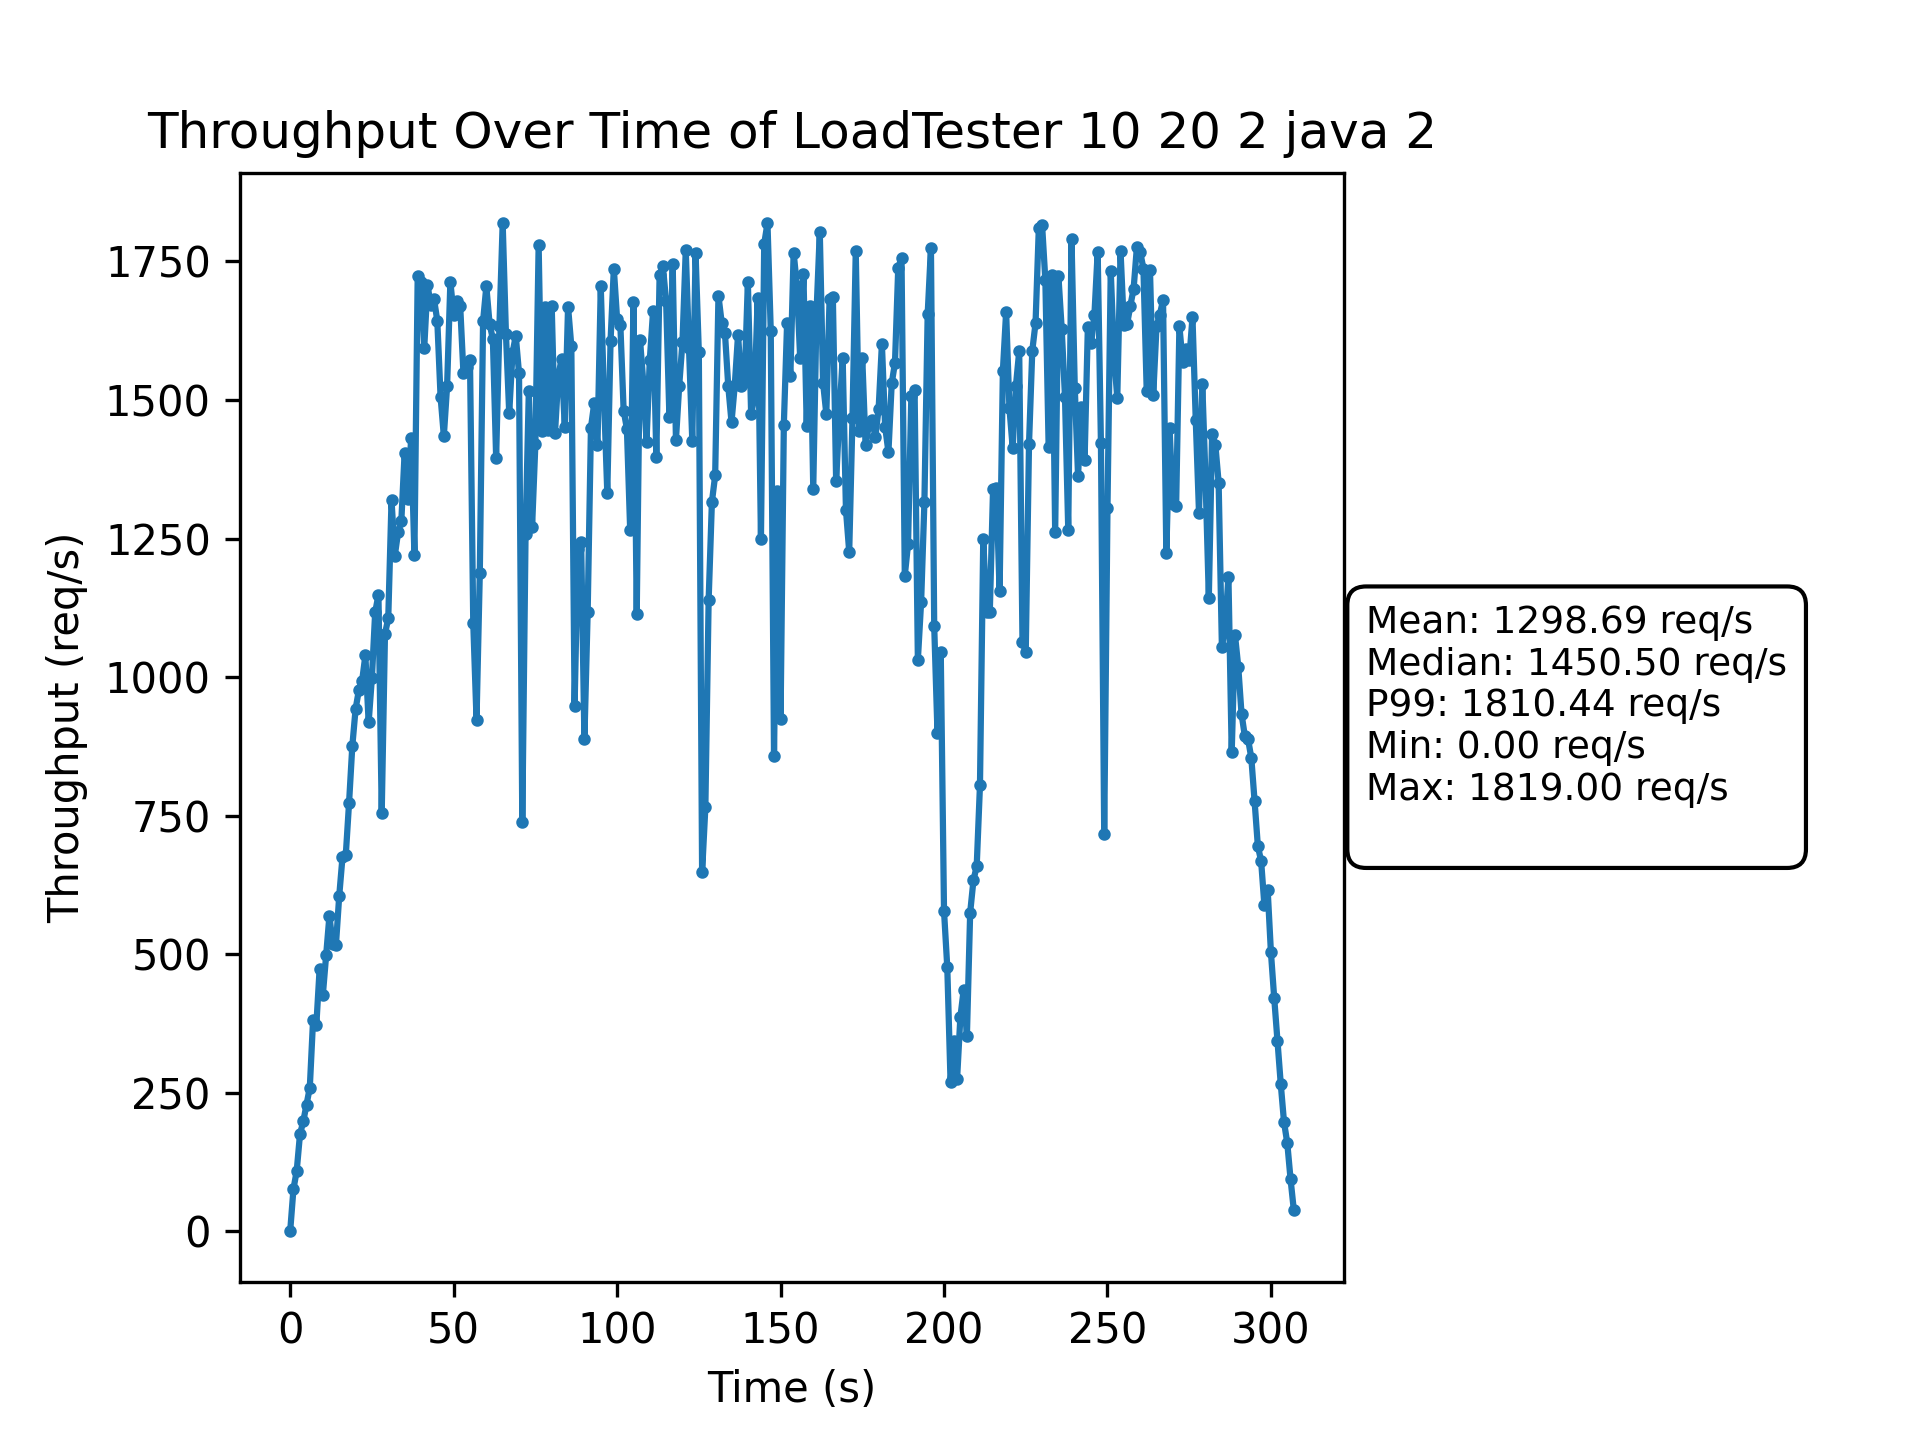 Throughput Over Time of LoadTester 10 20 2 java 2
Throughput (req/s)
1750
1500
1250
1000
750
500
250
0
0 50 100 150 200 250 300
Time (s)
Mean: 1298.69 req/s
Median: 1450.50 req/s
P99: 1810.44 req/s
Min: 0.00 req/s
Max: 1819.00 req/s